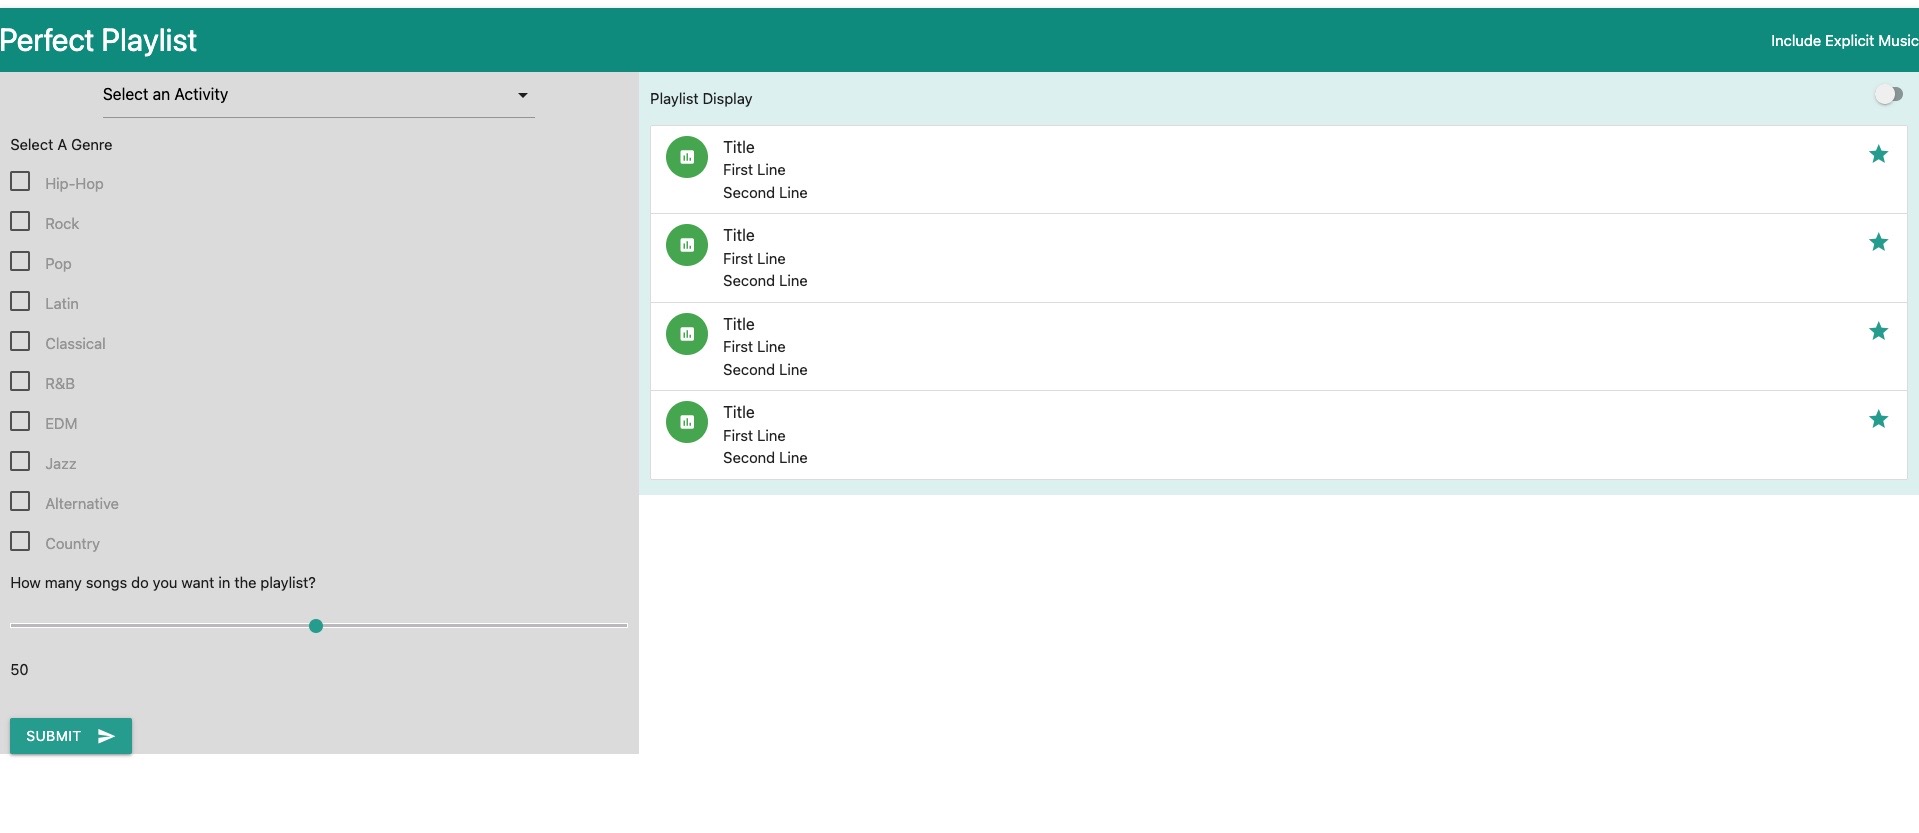 Perfect Playlist
Include Explicit Music
Select an Activity
Select A Genre
Hip-Hop
Rock
Pop
Latin
Classical
R&B
EDM
Jazz
Alternative
Country
How many songs do you want in the playlist?
50
SUBMIT
Playlist Display
Title
First Line
Second Line
Title
First Line
Second Line
Title
First Line
Second Line
Title
First Line
Second Line